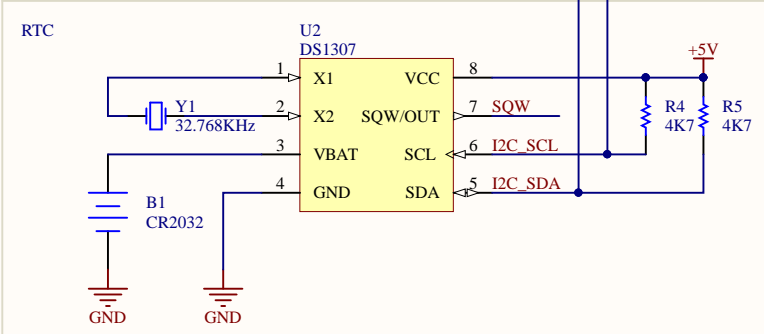 RTC
U2
DS1307
+5V
1 X1 VCC 8
Y1
32.768KHz
2 X2 SQW/OUT 7 SQW
R4
4K7
R5
4K7
3 VBAT SCL 6 I2C_SCL
4 GND SDA 5 I2C_SDA
B1
CR2032
GND
GND